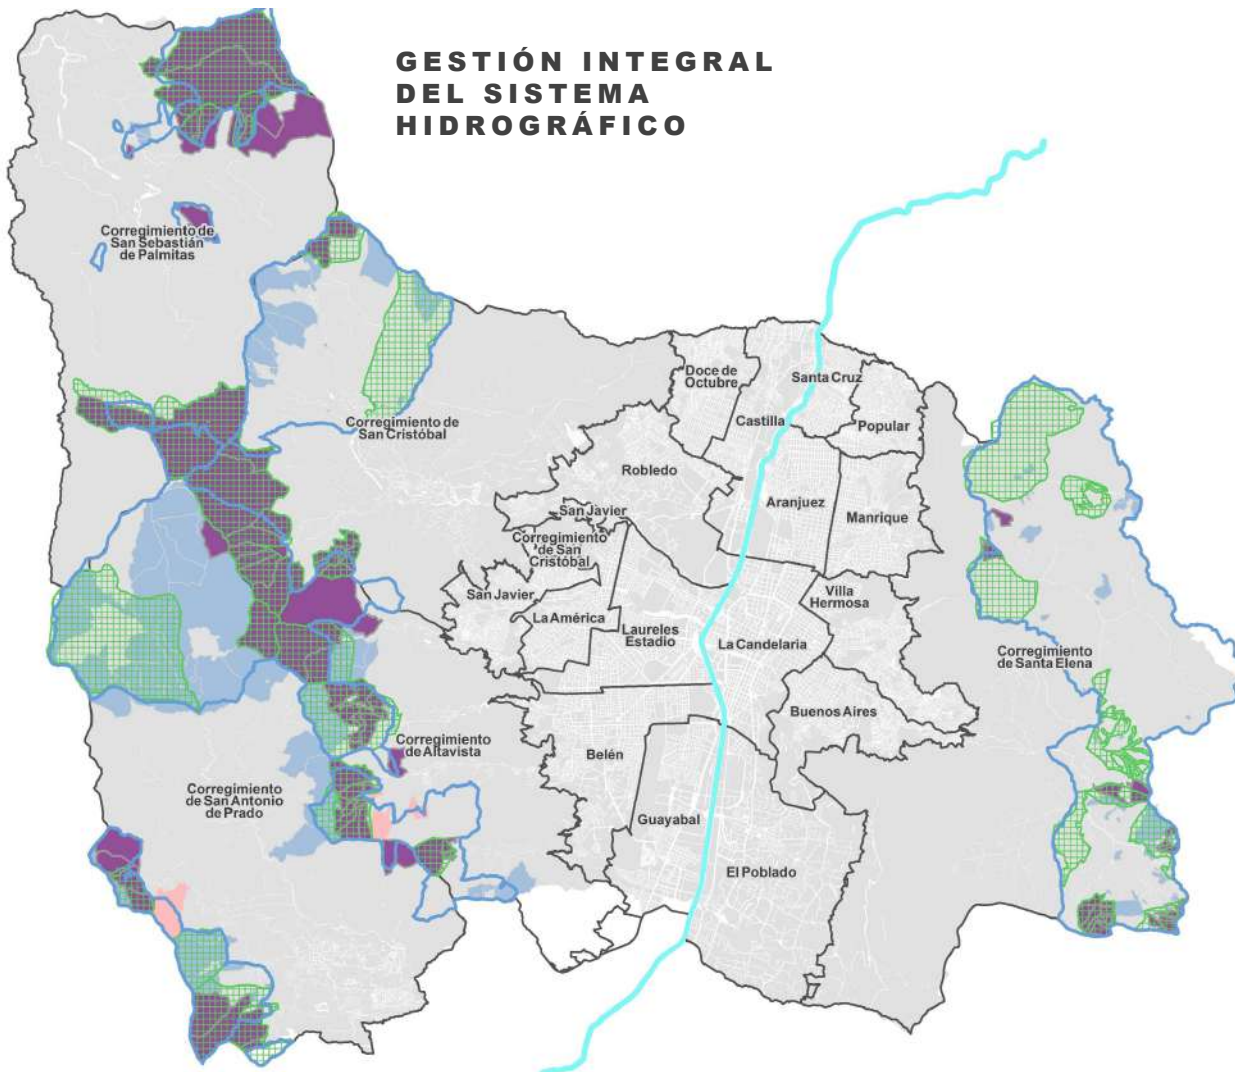 GESTIÓN INTEGRAL
DEL SISTEMA
HIDROGRÁFICO
Corregimiento de
San Sebastián
de Palmitas
Doce de
Octubre
Santa Cruz
Castilla
Popular
Corregimiento de
San Cristóbal
Robledo
Aranjuez
Manrique
San Javier
Corregimiento
de San
Cristóbal
San Javier
La América
Laureles
Estadio
La Candelaria
Villa
Hermosa
Corregimiento
de Santa Elena
Buenos Aires
Corregimiento
de Altavista
Belén
Corregimiento
de San Antonio
de Prado
Guayabal
El Poblado